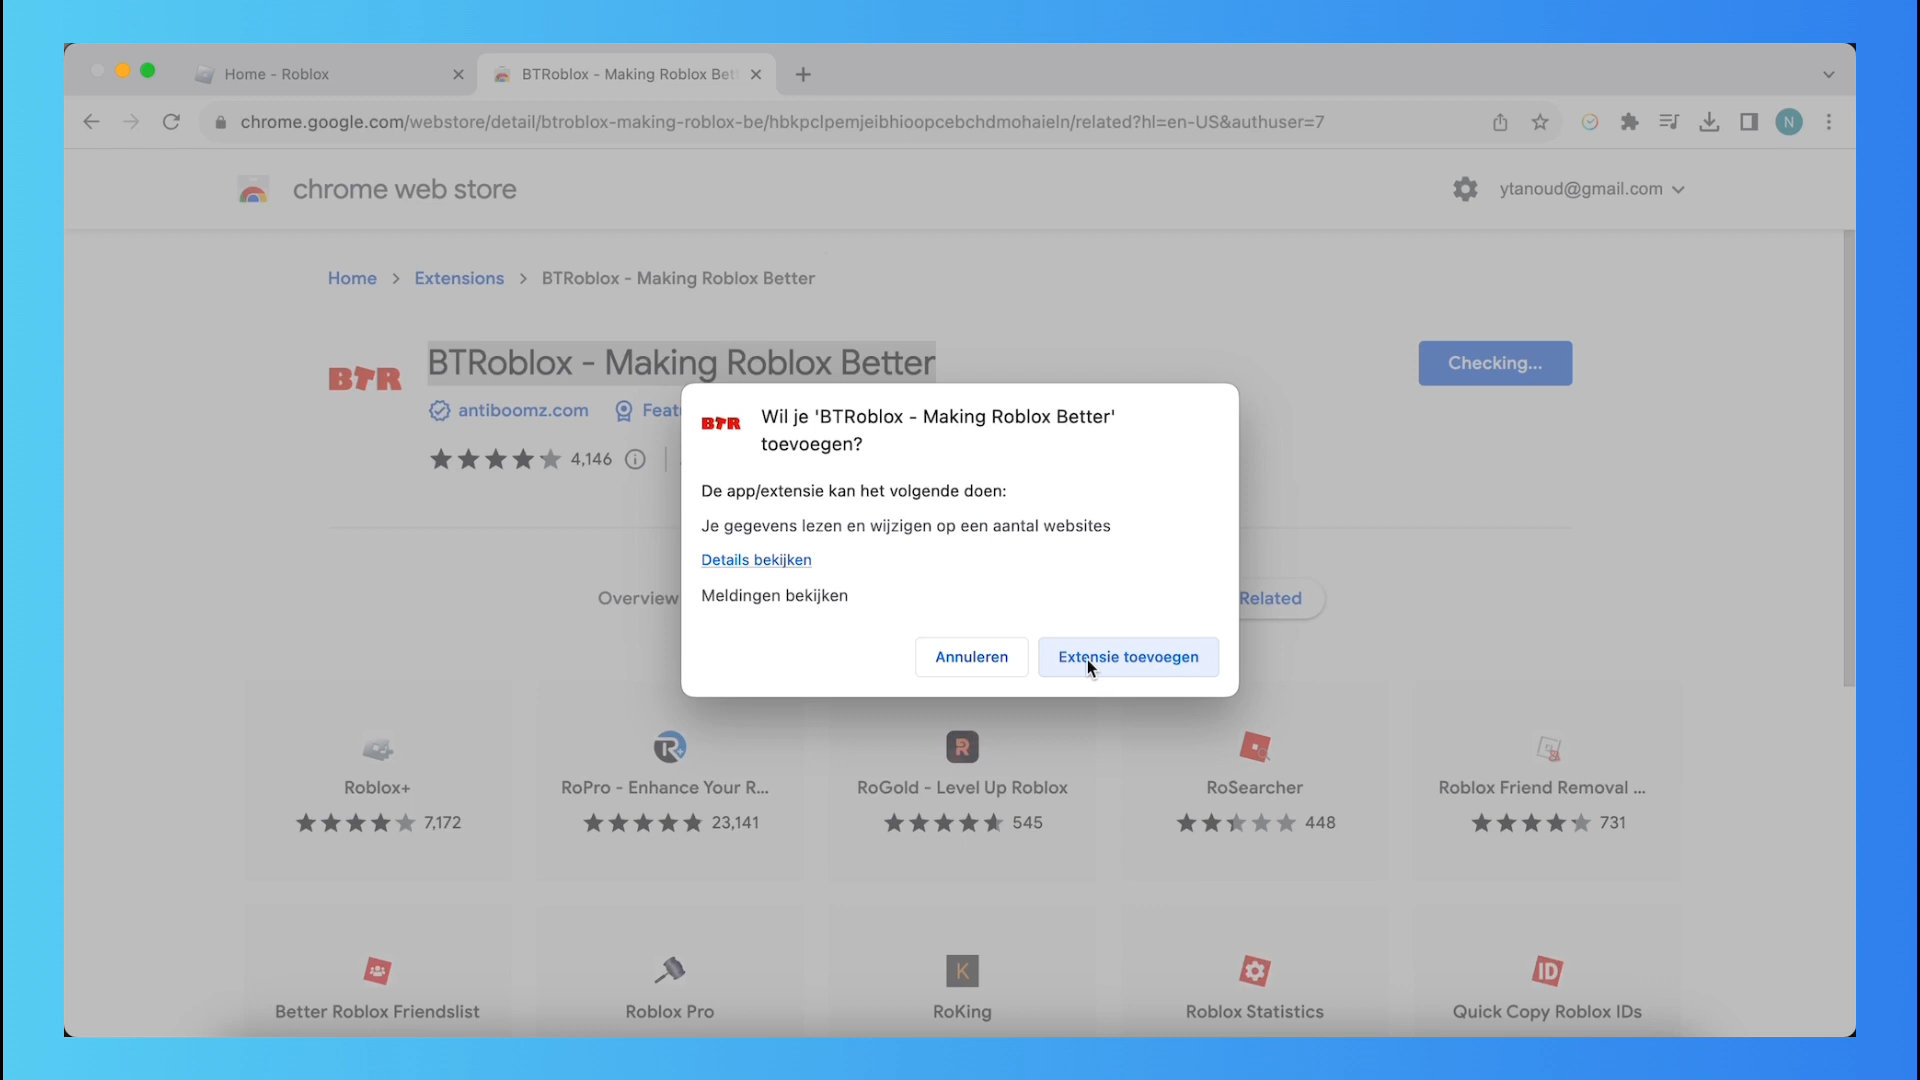 Home - Roblox
BTRoblox - Making Roblox Bet
chrome.google.com/webstore/detail/btroblox-making-roblox-be/hbkpclpemjeibhioopcebchdmohaieln/related?hl=en-US&authuser=7
N
chrome web store
ytanoud@gmail.com
Home > Extensions > BTRoblox - Making Roblox Better
BTR
BTRoblox - Making Roblox Better
Checking...
antiboomz.com
Feat
4,146
BTR
Wil je 'BTRoblox - Making Roblox Better'
toevoegen?
De app/extensie kan het volgende doen:
Je gegevens lezen en wijzigen op een aantal websites
Details bekijken
Meldingen bekijken
Annuleren
Extensie toevoegen
Overview
Related
Roblox+
7,172
RoPro - Enhance Your R...
23,141
RoGold - Level Up Roblox
545
RoSearcher
448
Roblox Friend Removal ...
731
Better Roblox Friendslist
Roblox Pro
K
RoKing
Roblox Statistics
ID
Quick Copy Roblox IDs